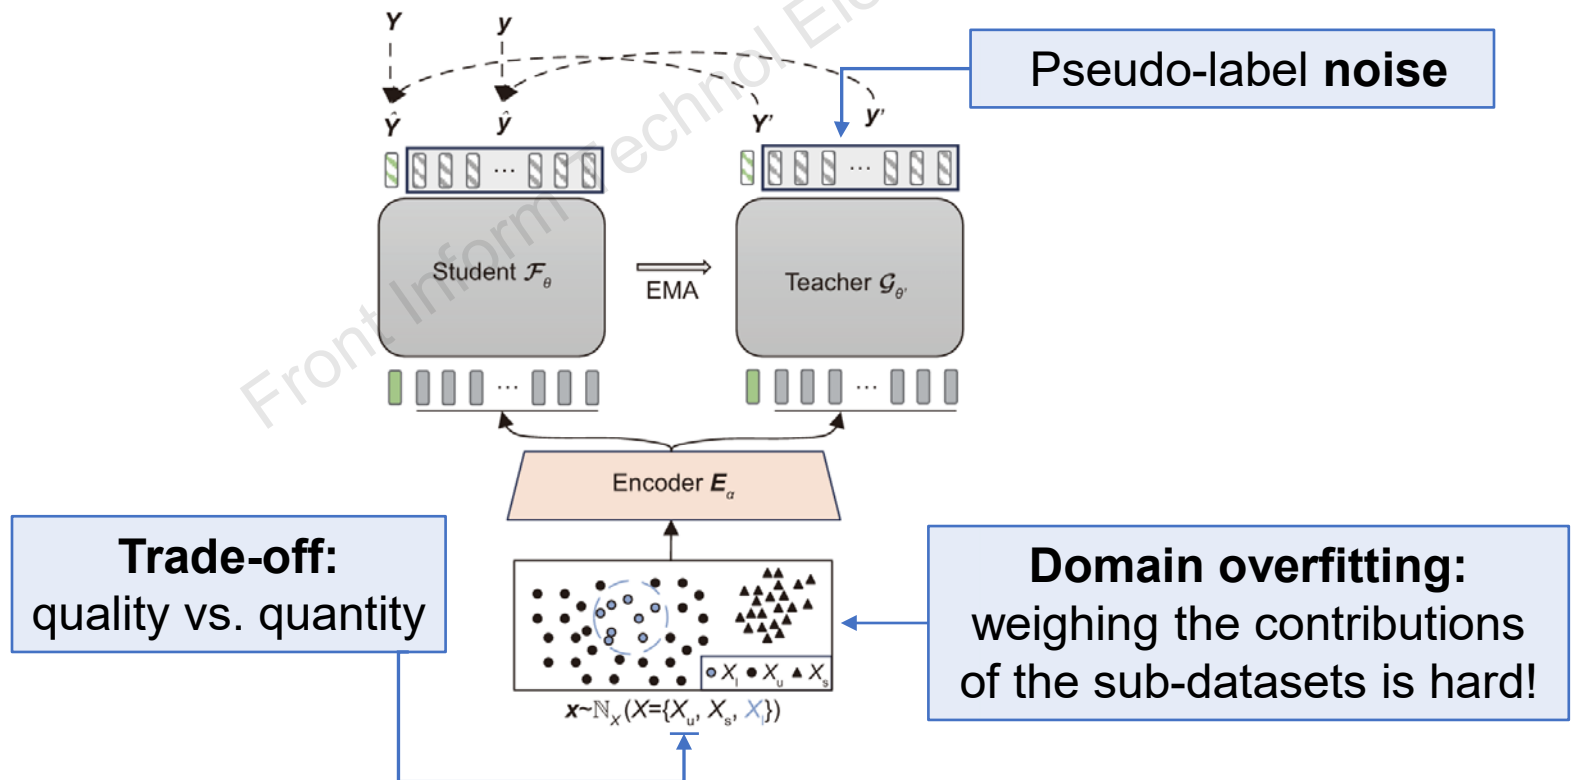 Y
y
Pseudo-label noise
Ŷ
ŷ
Y'
y'
...
...
Student 𝓕θ
EMA
Teacher 𝓖θ'
...
...
Encoder Eα
Trade-off:
quality vs. quantity
Domain overfitting:
weighing the contributions
of the sub-datasets is hard!
Xl Xu Xs
x~ℕX(X={Xu, Xs, Xl})
Front Inform Technol Ele